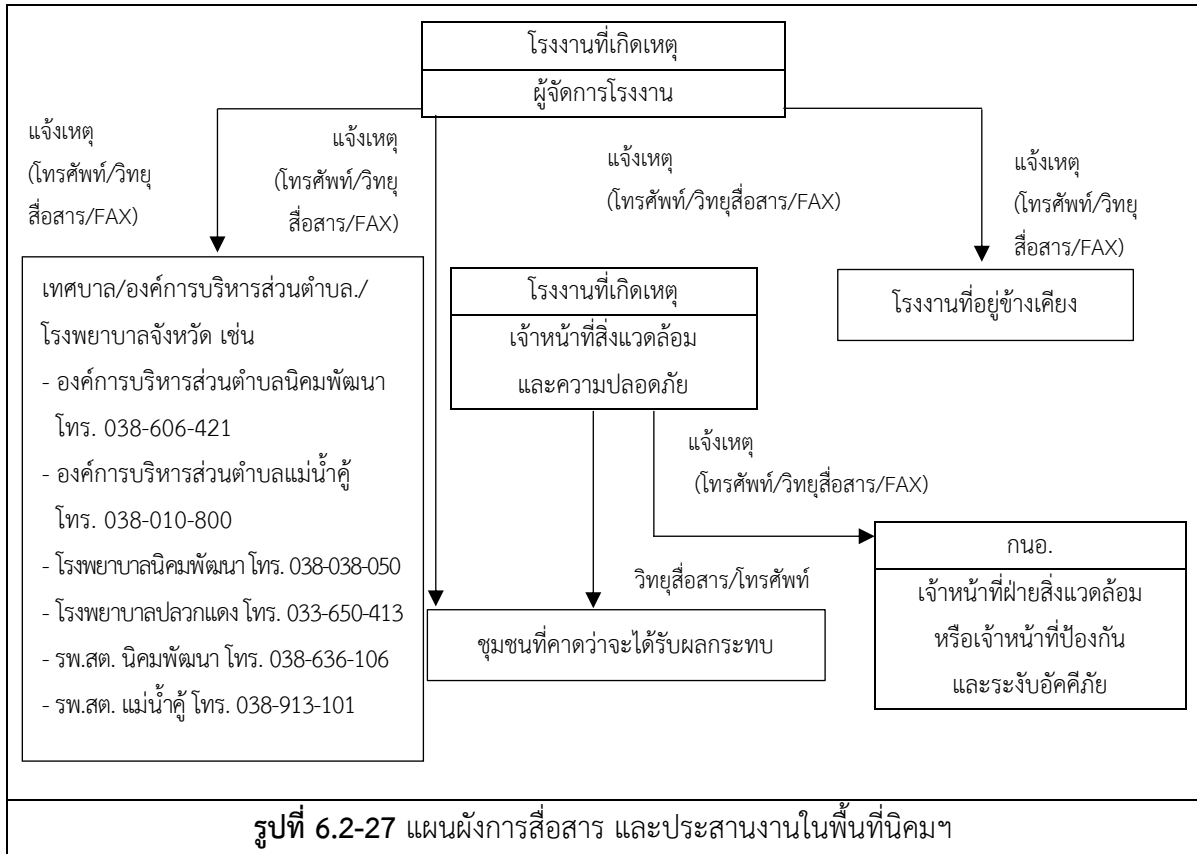 โรงงานที่เกิดเหตุ
ผู้จัดการโรงงาน
แจ้งเหตุ
(โทรศัพท์/วิทยุ
สื่อสาร/FAX)
แจ้งเหตุ
(โทรศัพท์/วิทยุ
สื่อสาร/FAX)
แจ้งเหตุ
(โทรศัพท์/วิทยุสื่อสาร/FAX)
แจ้งเหตุ
(โทรศัพท์/วิทยุ
สื่อสาร/FAX)
เทศบาล/องค์การบริหารส่วนตำบล./
โรงพยาบาลจังหวัด เช่น
- องค์การบริหารส่วนตำบลนิคมพัฒนา
โทร. 038-606-421
- องค์การบริหารส่วนตำบลแม่น้ำคู้
โทร. 038-010-800
- โรงพยาบาลนิคมพัฒนา โทร. 038-038-050
- โรงพยาบาลปลวกแดง โทร. 033-650-413
- รพ.สต. นิคมพัฒนา โทร. 038-636-106
- รพ.สต. แม่น้ำคู้ โทร. 038-913-101
โรงงานที่เกิดเหตุ
เจ้าหน้าที่สิ่งแวดล้อม
และความปลอดภัย
โรงงานที่อยู่ข้างเคียง
แจ้งเหตุ
(โทรศัพท์/วิทยุสื่อสาร/FAX)
วิทยุสื่อสาร/โทรศัพท์
ชุมชนที่คาดว่าจะได้รับผลกระทบ
กนอ.
เจ้าหน้าที่ฝ่ายสิ่งแวดล้อม
หรือเจ้าหน้าที่ป้องกัน
และระงับอัคคีภัย
รูปที่ 6.2-27 แผนผังการสื่อสาร และประสานงานในพื้นที่นิคมฯ